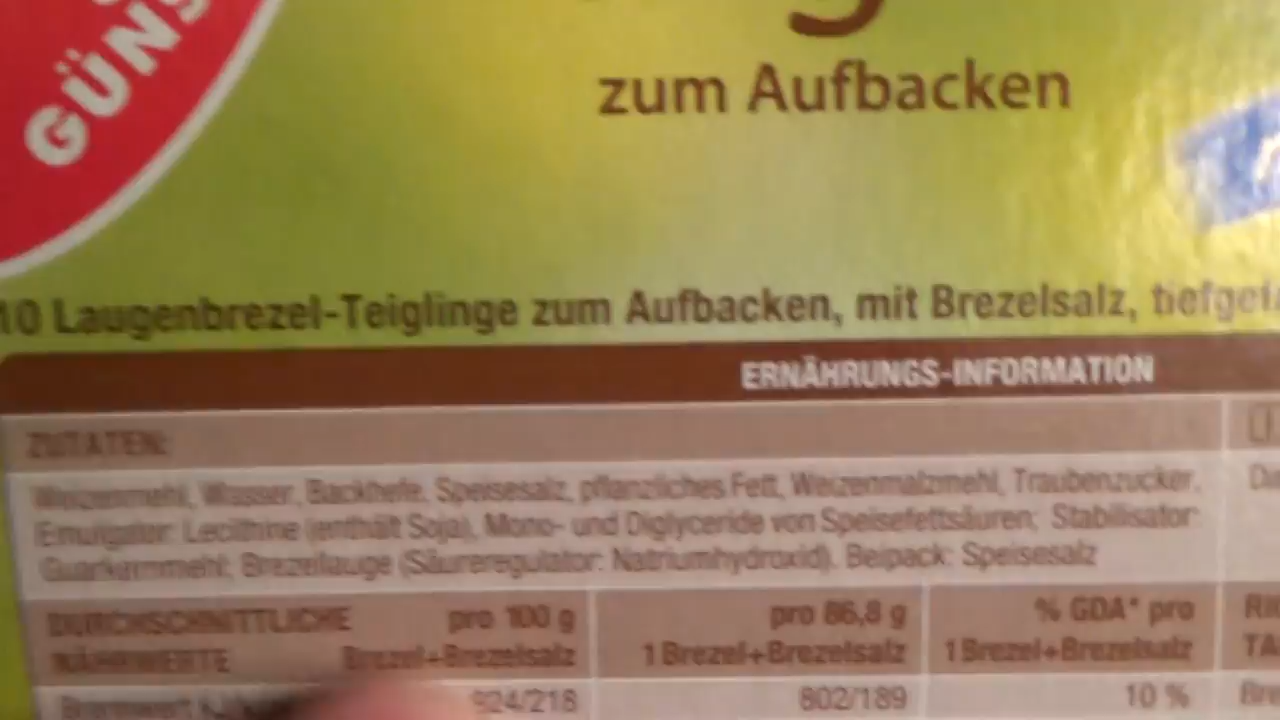 GÜNS
zum Aufbacken
10 Laugenbrezel-Teiglinge zum Aufbacken, mit Brezelsalz, tiefgef
ERNÄHRUNGS-INFORMATION
ZUTATEN:
Weizenmehl, Wasser, Backhefe, Speisesalz, pflanzliches Fett, Weizenmalzmehl, Traubenzucker,
Emulgator: Lecithine (enthält Soja), Mono- und Diglyceride von Speisefettsäuren; Stabilisator:
Guarkernmehl; Brezellauge (Säureregulator: Natriumhydroxid). Beipack: Speisesalz
DURCHSCHNITTLICHE pro 100 g pro 86,8 g % GDA* pro
NÄHRWERTE Brezel+Brezelsalz 1 Brezel+Brezelsalz 1 Brezel+Brezelsalz TA
Brennwert 924/218 802/189 10 %